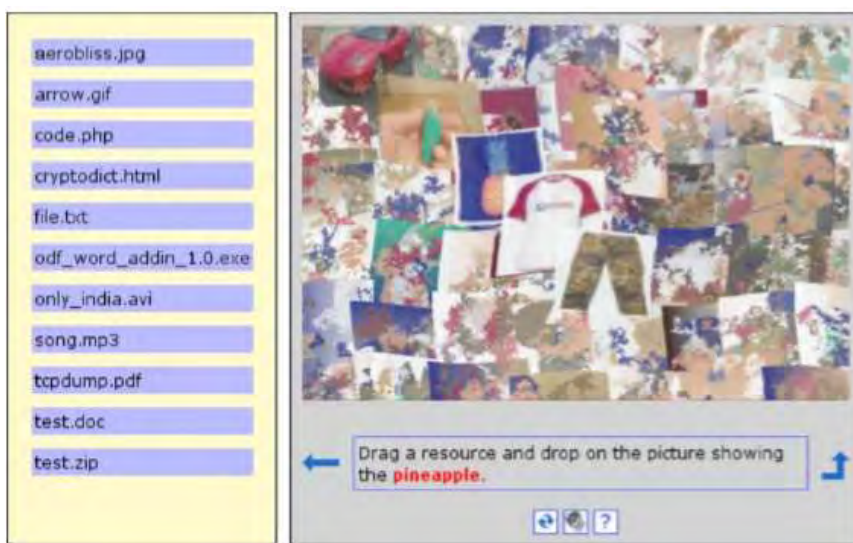 aerobliss.jpg
arrow.gif
code.php
cryptodict.html
file.txt
odf_word_addin_1.0.exe
only_india.avi
song.mp3
tcpdump.pdf
test.doc
test.zip
Drag a resource and drop on the picture showing
the pineapple.
?